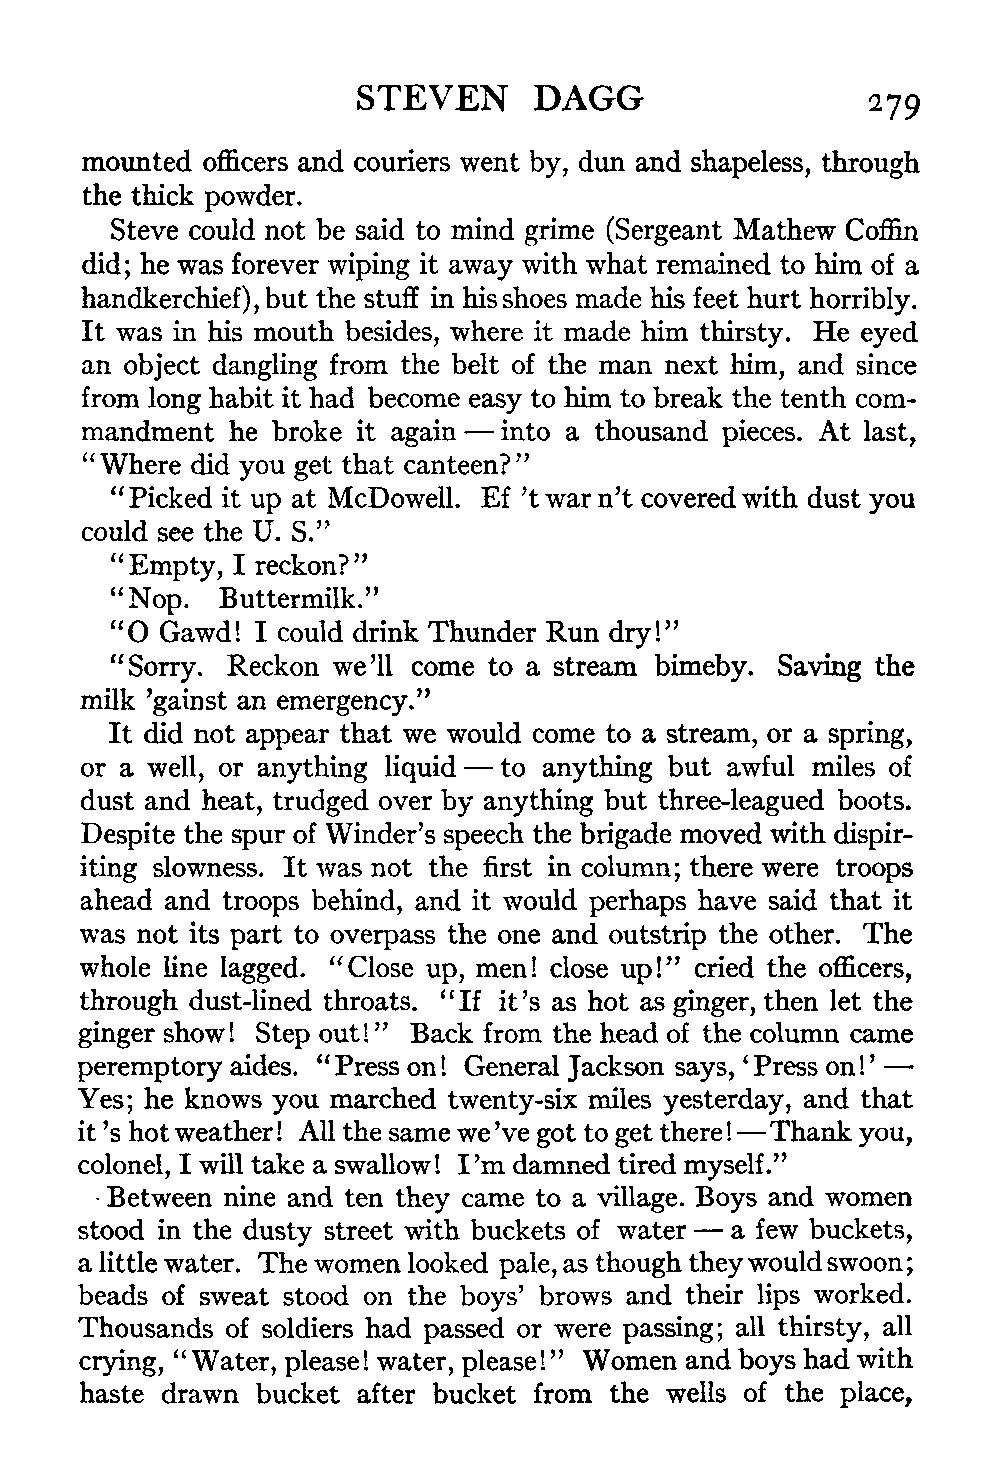 STEVEN DAGG 279
mounted officers and couriers went by, dun and shapeless, through
the thick powder.
Steve could not be said to mind grime (Sergeant Mathew Coffin
did; he was forever wiping it away with what remained to him of a
handkerchief), but the stuff in his shoes made his feet hurt horribly.
It was in his mouth besides, where it made him thirsty. He eyed
an object dangling from the belt of the man next him, and since
from long habit it had become easy to him to break the tenth com-
mandment he broke it again — into a thousand pieces. At last,
"Where did you get that canteen?"
"Picked it up at McDowell. Ef 't war n't covered with dust you
could see the U. S."
"Empty, I reckon?"
"Nop. Buttermilk."
"O Gawd! I could drink Thunder Run dry!"
"Sorry. Reckon we'll come to a stream bimeby. Saving the
milk 'gainst an emergency."
It did not appear that we would come to a stream, or a spring,
or a well, or anything liquid — to anything but awful miles of
dust and heat, trudged over by anything but three-leagued boots.
Despite the spur of Winder's speech the brigade moved with dispir-
iting slowness. It was not the first in column; there were troops
ahead and troops behind, and it would perhaps have said that it
was not its part to overpass the one and outstrip the other. The
whole line lagged. "Close up, men! close up!" cried the officers,
through dust-lined throats. "If it's as hot as ginger, then let the
ginger show! Step out!" Back from the head of the column came
peremptory aides. "Press on! General Jackson says, 'Press on!' —
Yes; he knows you marched twenty-six miles yesterday, and that
it 's hot weather! All the same we've got to get there! — Thank you,
colonel, I will take a swallow! I'm damned tired myself."
Between nine and ten they came to a village. Boys and women
stood in the dusty street with buckets of water — a few buckets,
a little water. The women looked pale, as though they would swoon;
beads of sweat stood on the boys' brows and their lips worked.
Thousands of soldiers had passed or were passing; all thirsty, all
crying, "Water, please! water, please!" Women and boys had with
haste drawn bucket after bucket from the wells of the place,